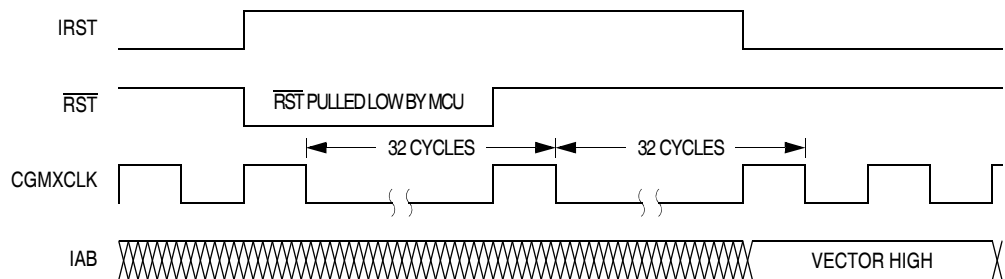 IRST
RST
RST PULLED LOW BY MCU
32 CYCLES
32 CYCLES
CGMXCLK
IAB
VECTOR HIGH